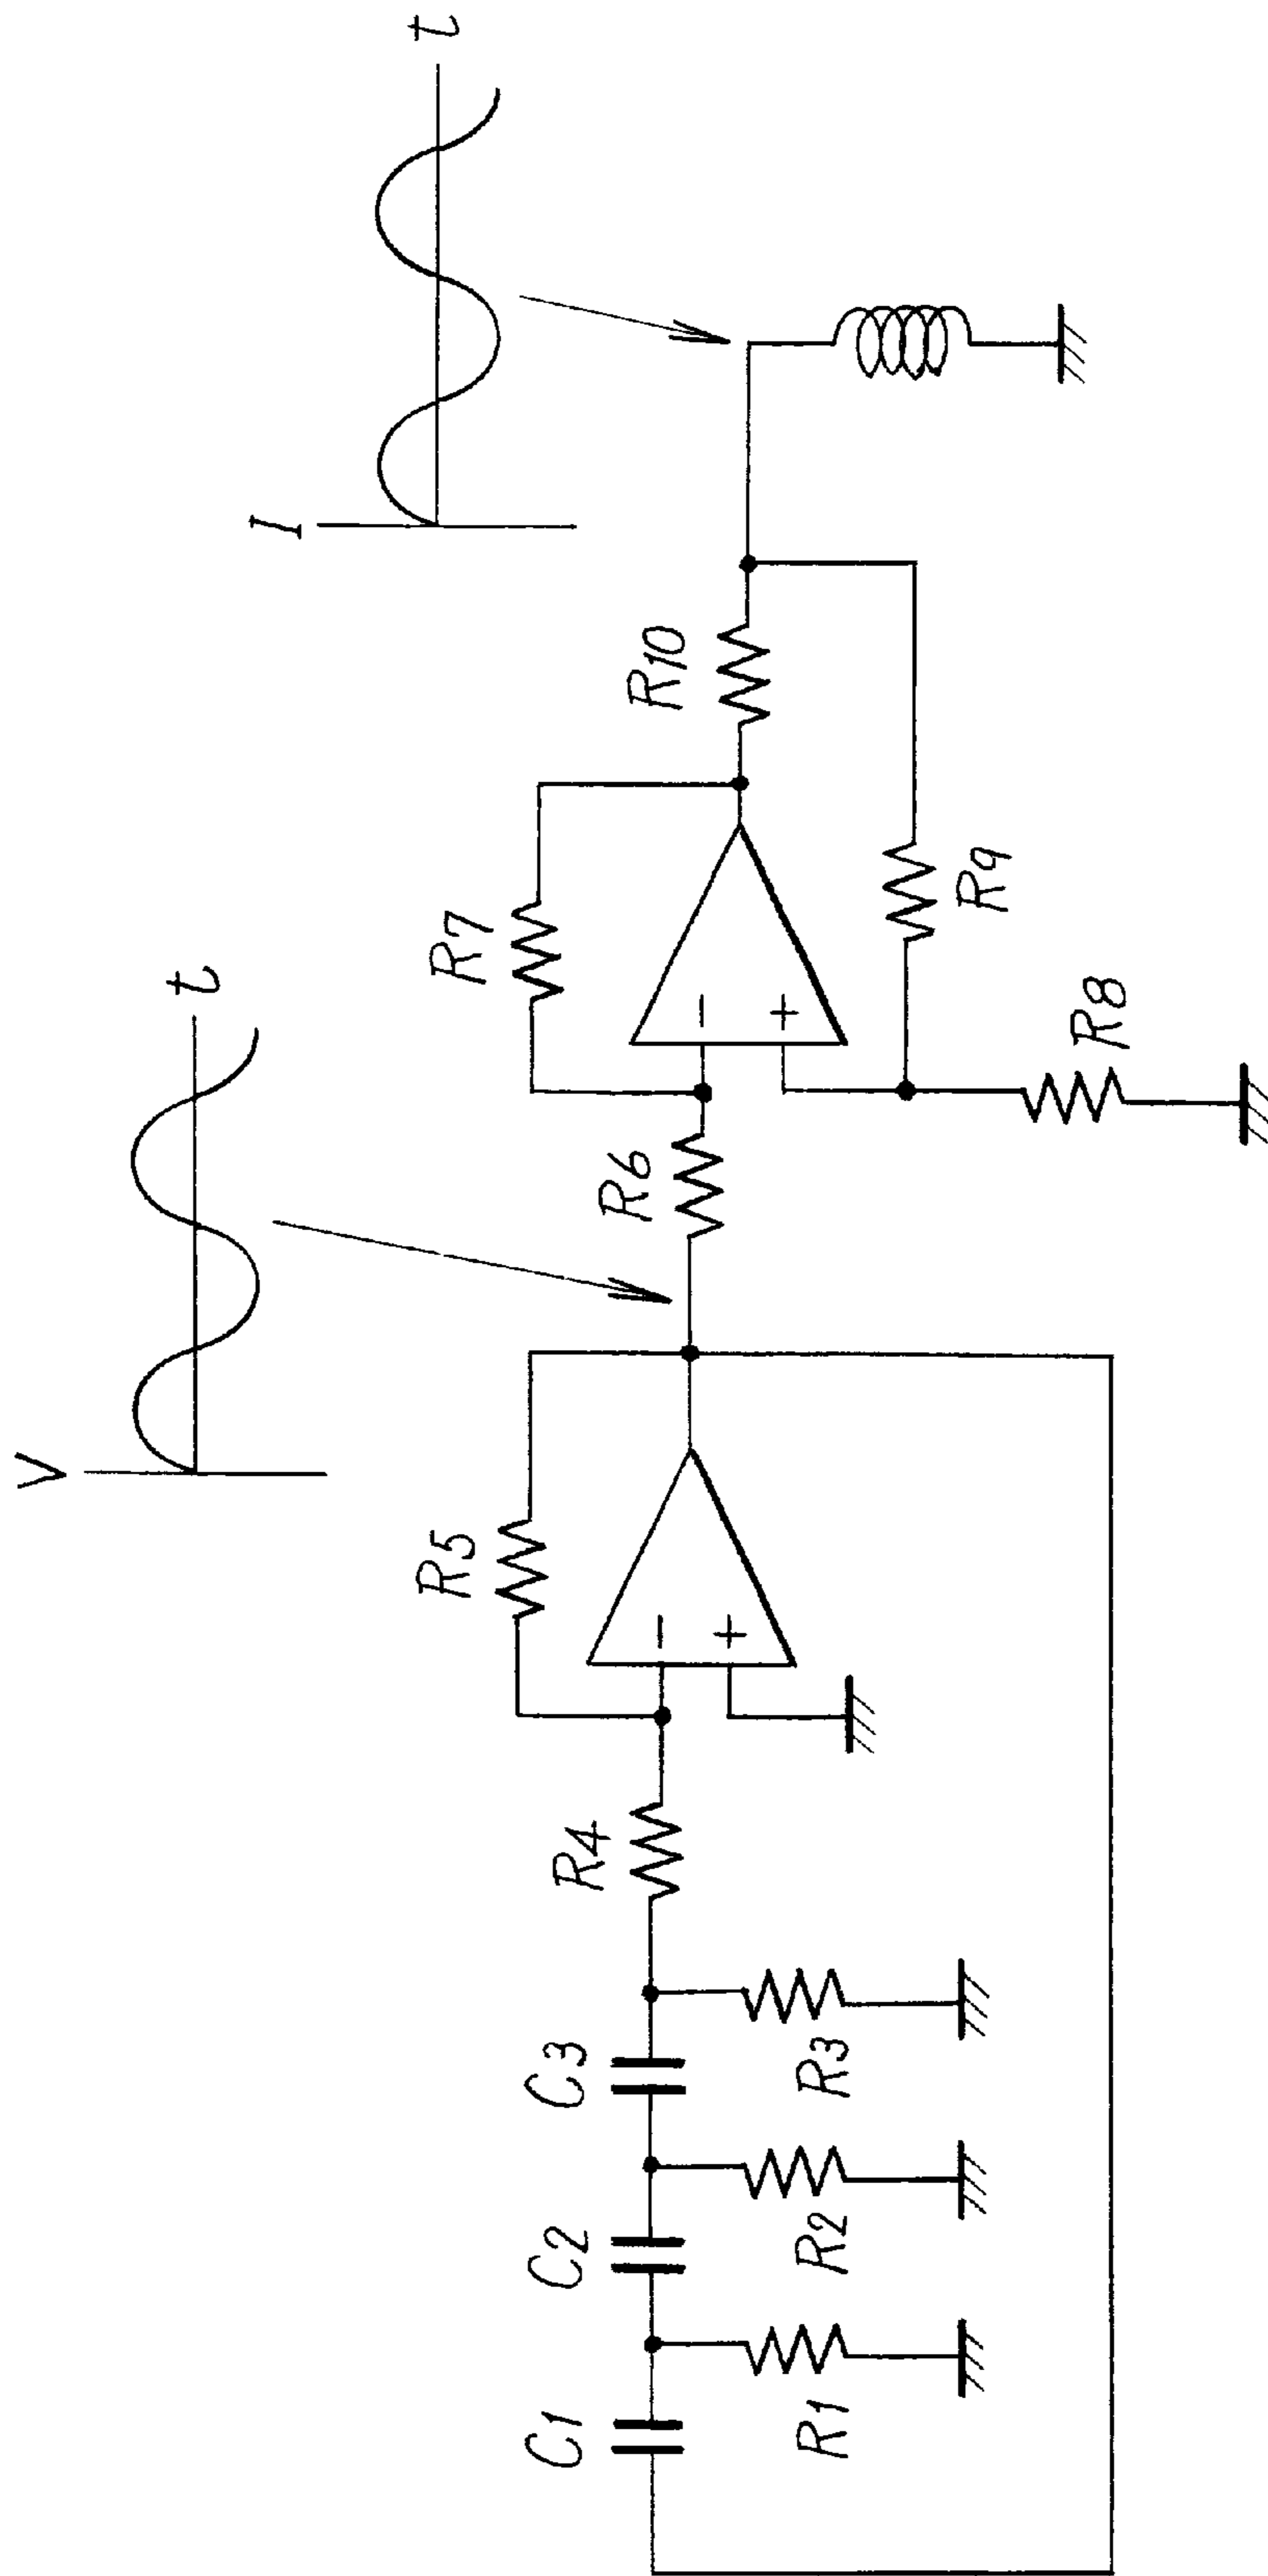 V
t
I
t
R5
R7
R10
C1
C2
C3
R4
R6
−
+
−
+
R1
R2
R3
R9
R8